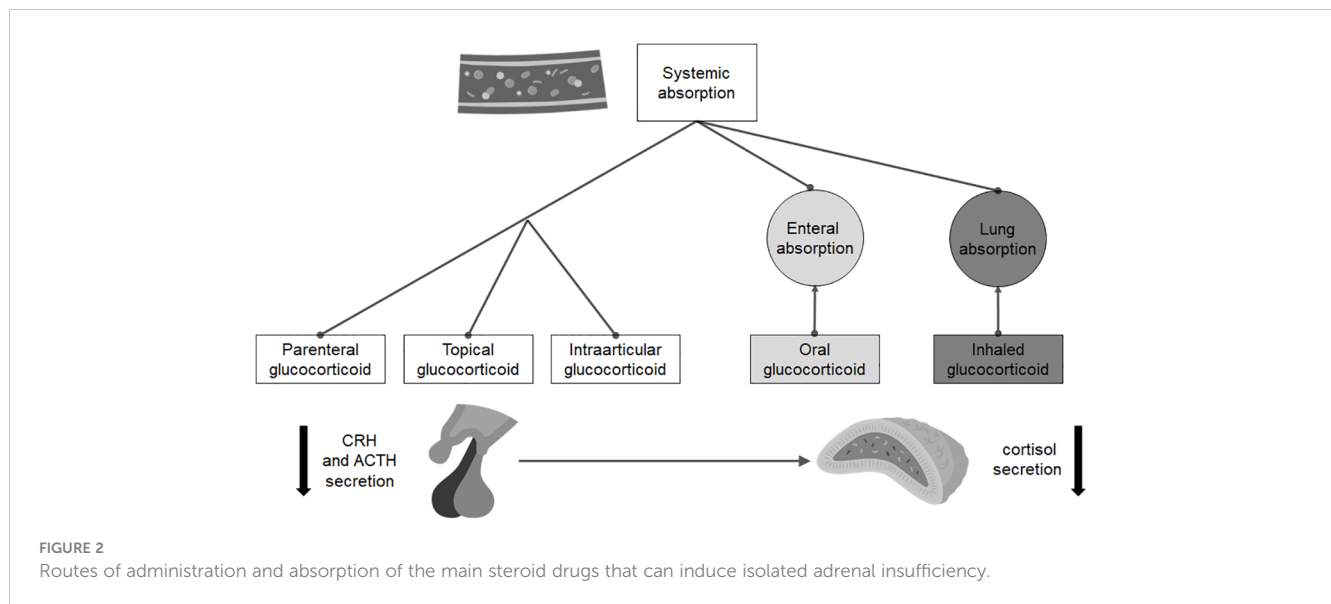 Systemic
absorption
Enteral
absorption
Lung
absorption
Parenteral
glucocorticoid
Topical
glucocorticoid
Intraarticular
glucocorticoid
Oral
glucocorticoid
Inhaled
glucocorticoid
CRH
and ACTH
secretion
cortisol
secretion
FIGURE 2
Routes of administration and absorption of the main steroid drugs that can induce isolated adrenal insufficiency.